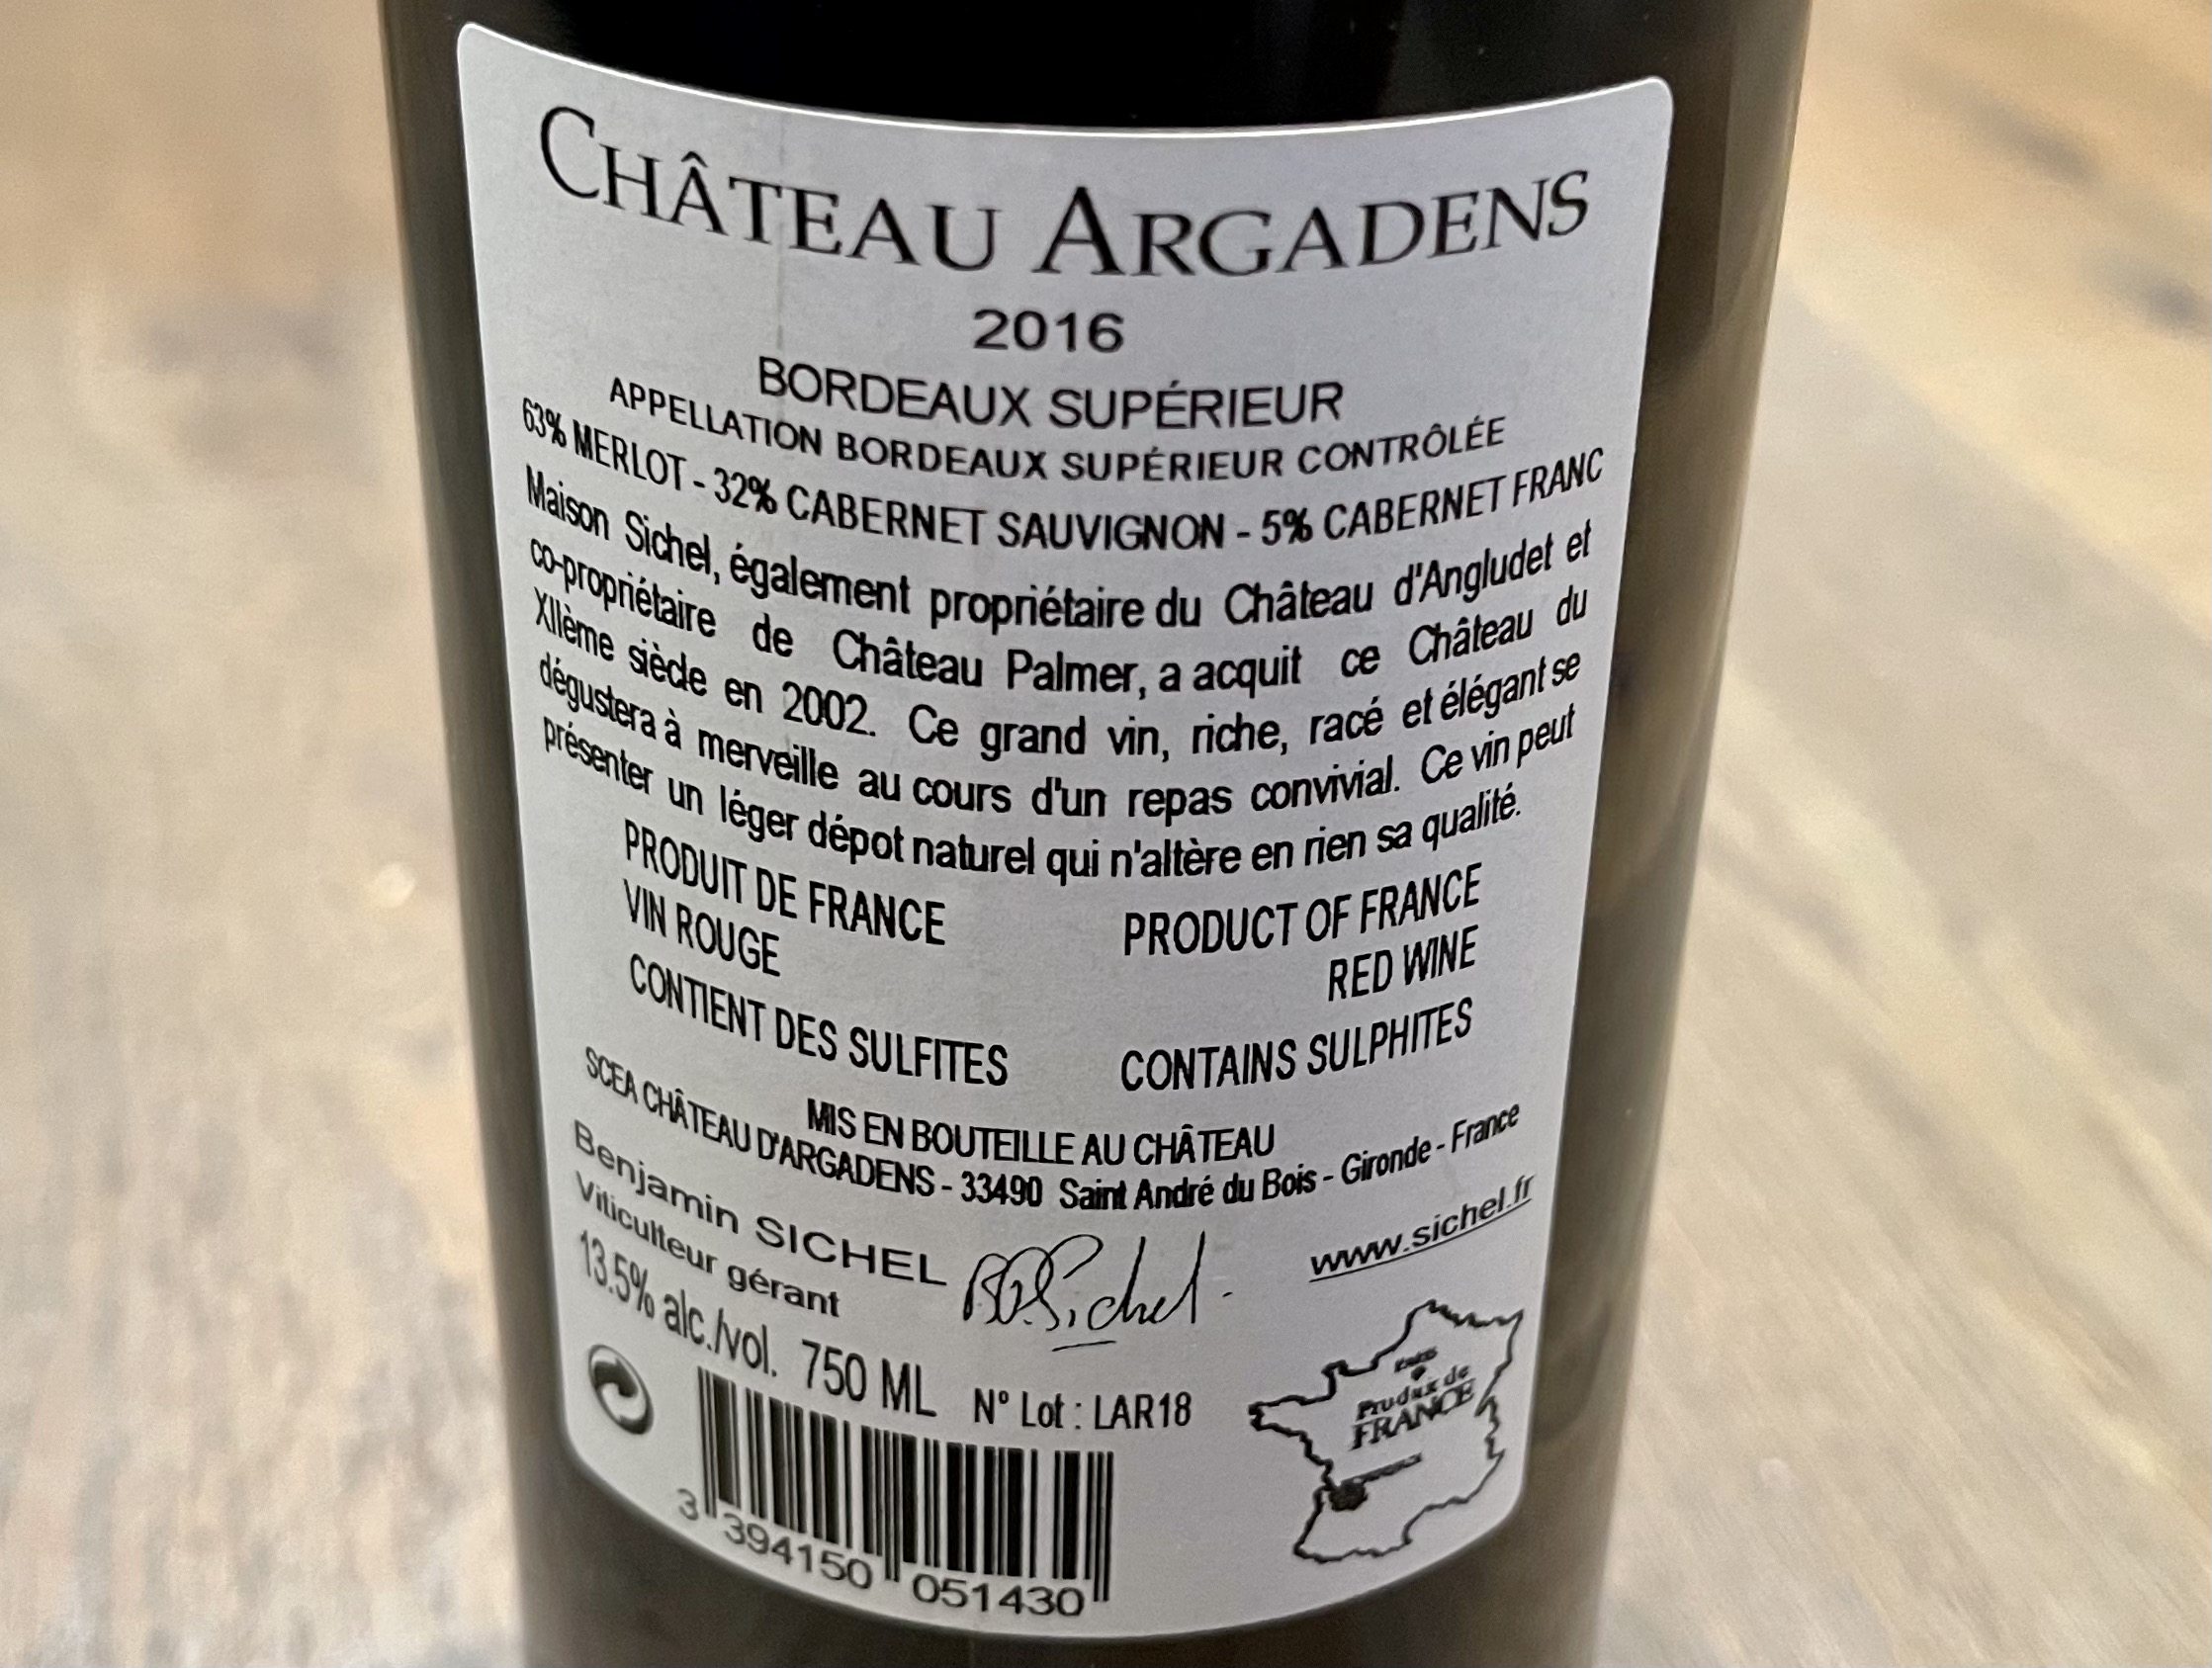 CHÂTEAU ARGADENS
2016
BORDEAUX SUPÉRIEUR
APPELLATION BORDEAUX SUPÉRIEUR CONTRÔLÉE
63% MERLOT - 32% CABERNET SAUVIGNON - 5% CABERNET FRANC
Maison Sichel, également propriétaire du Château d'Angludet et
co-propriétaire de Château Palmer, a acquit ce Château du
XIIème siècle en 2002. Ce grand vin, riche, racé et élégant se
dégustera à merveille au cours d'un repas convivial. Ce vin peut
présenter un léger dépot naturel qui n'altère en rien sa qualité.
PRODUIT DE FRANCE PRODUCT OF FRANCE
VIN ROUGE RED WINE
CONTIENT DES SULFITES CONTAINS SULPHITES
MIS EN BOUTEILLE AU CHÂTEAU
SCEA CHÂTEAU D'ARGADENS - 33490 Saint André du Bois - Gironde - France
Benjamin SICHEL
www.sichel.fr
Viticulteur gérant
13.5% alc./vol. 750 ML N° Lot : LAR18
Paris
Produit de
FRANCE
3 394150 051430